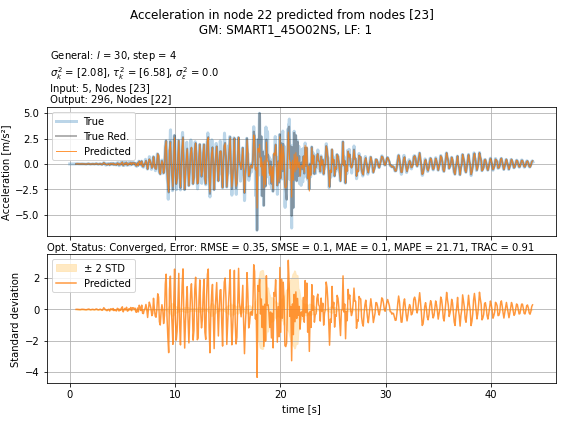 Acceleration in node 22 predicted from nodes [23]
GM: SMART1_45O02NS, LF: 1
General: l = 30, step = 4
σ²ₖ = [2.08], τ²ₖ = [6.58], σ²ε = 0.0
Input: 5, Nodes [23]
Output: 296, Nodes [22]
5.0
2.5
0.0
−2.5
−5.0
Acceleration [m/s²]
True
True Red.
Predicted
Opt. Status: Converged, Error: RMSE = 0.35, SMSE = 0.1, MAE = 0.1, MAPE = 21.71, TRAC = 0.91
2
0
−2
−4
Standard deviation
± 2 STD
Predicted
0 10 20 30 40
time [s]